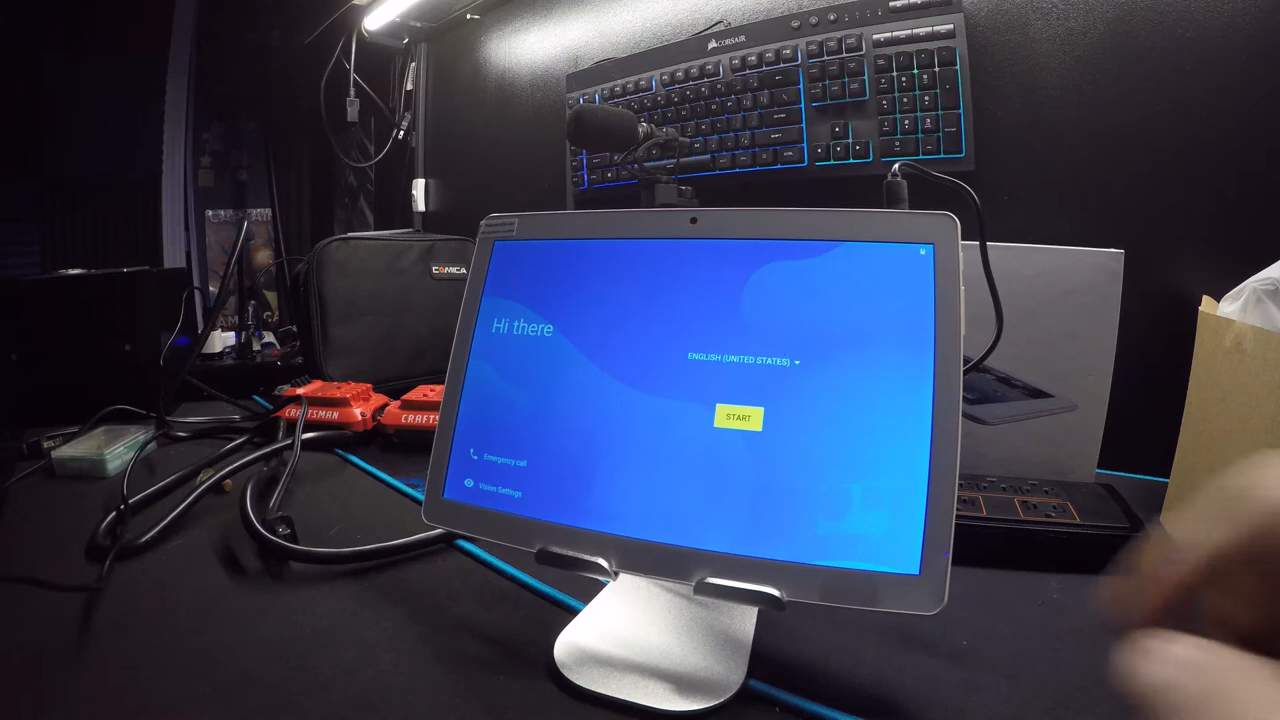 CORSAIR
COMICA
CRAFTSMAN
CRAFTS
Hi there
ENGLISH (UNITED STATES)
START
Emergency call
Vision Settings